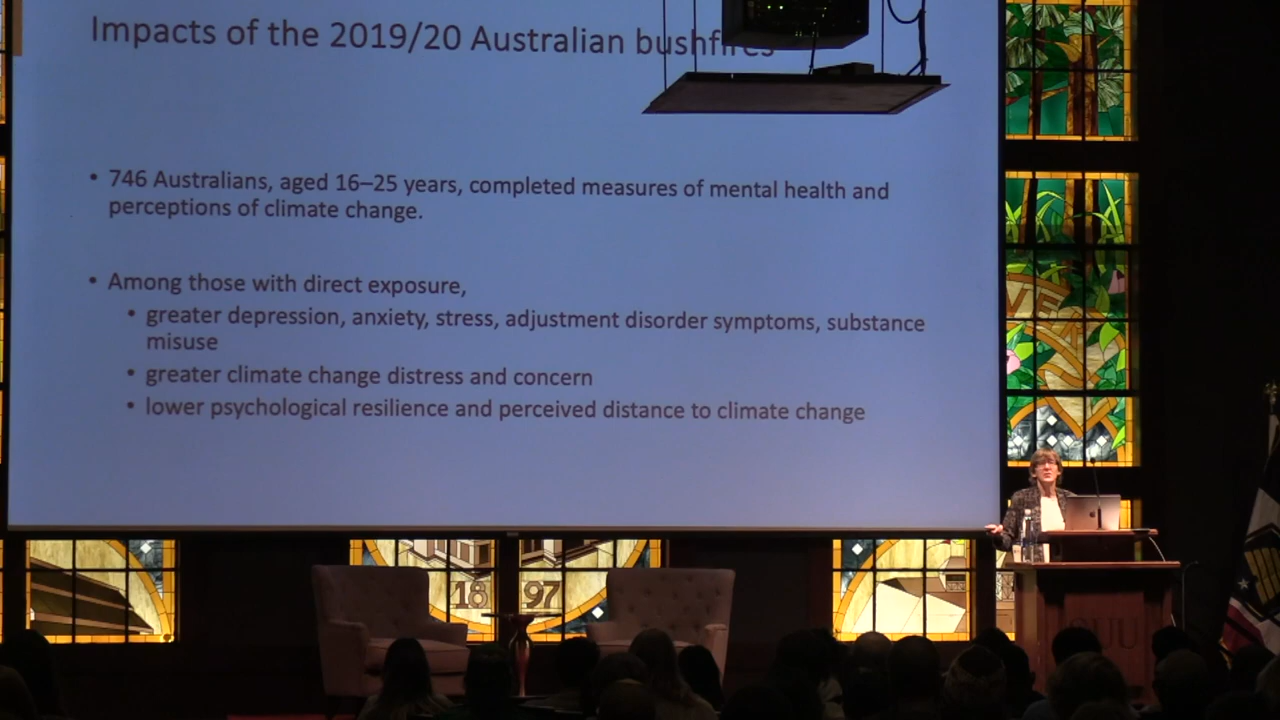 Impacts of the 2019/20 Australian bushfires
• 746 Australians, aged 16–25 years, completed measures of mental health and
perceptions of climate change.
• Among those with direct exposure,
• greater depression, anxiety, stress, adjustment disorder symptoms, substance
misuse
• greater climate change distress and concern
• lower psychological resilience and perceived distance to climate change
18 97
SUU